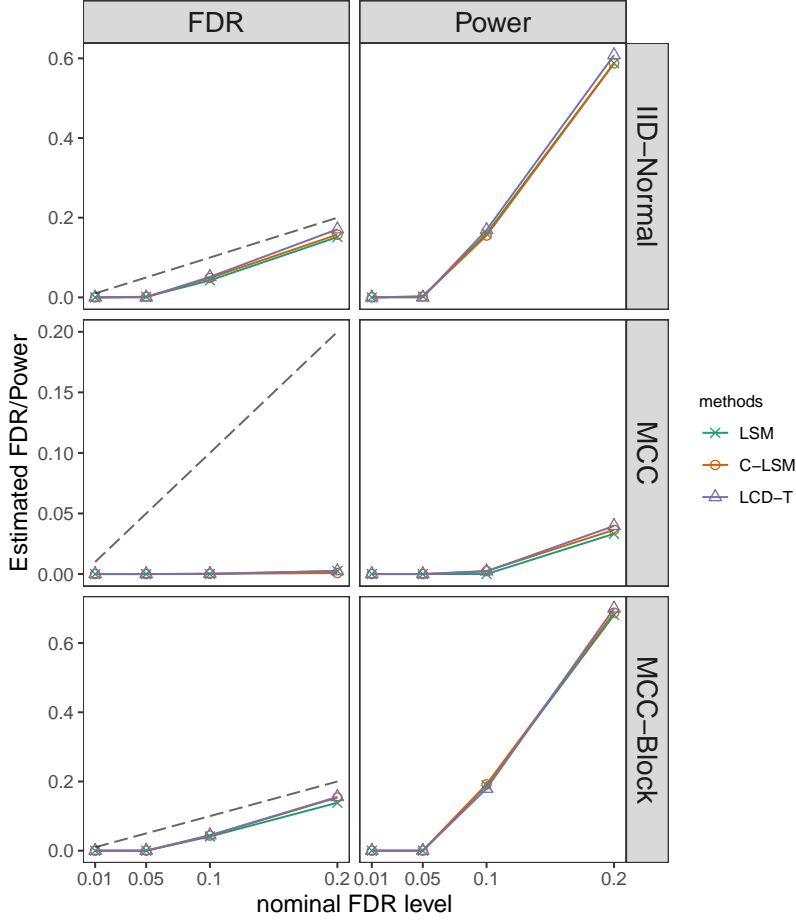 FDR
Power
0.6
0.4
0.2
0.0
IID−Normal
0.20
0.15
0.10
0.05
0.00
MCC
0.6
0.4
0.2
0.0
MCC−Block
Estimated FDR/Power
0.01 0.05 0.1 0.2 0.01 0.05 0.1 0.2
nominal FDR level
methods
LSM
C−LSM
LCD−T